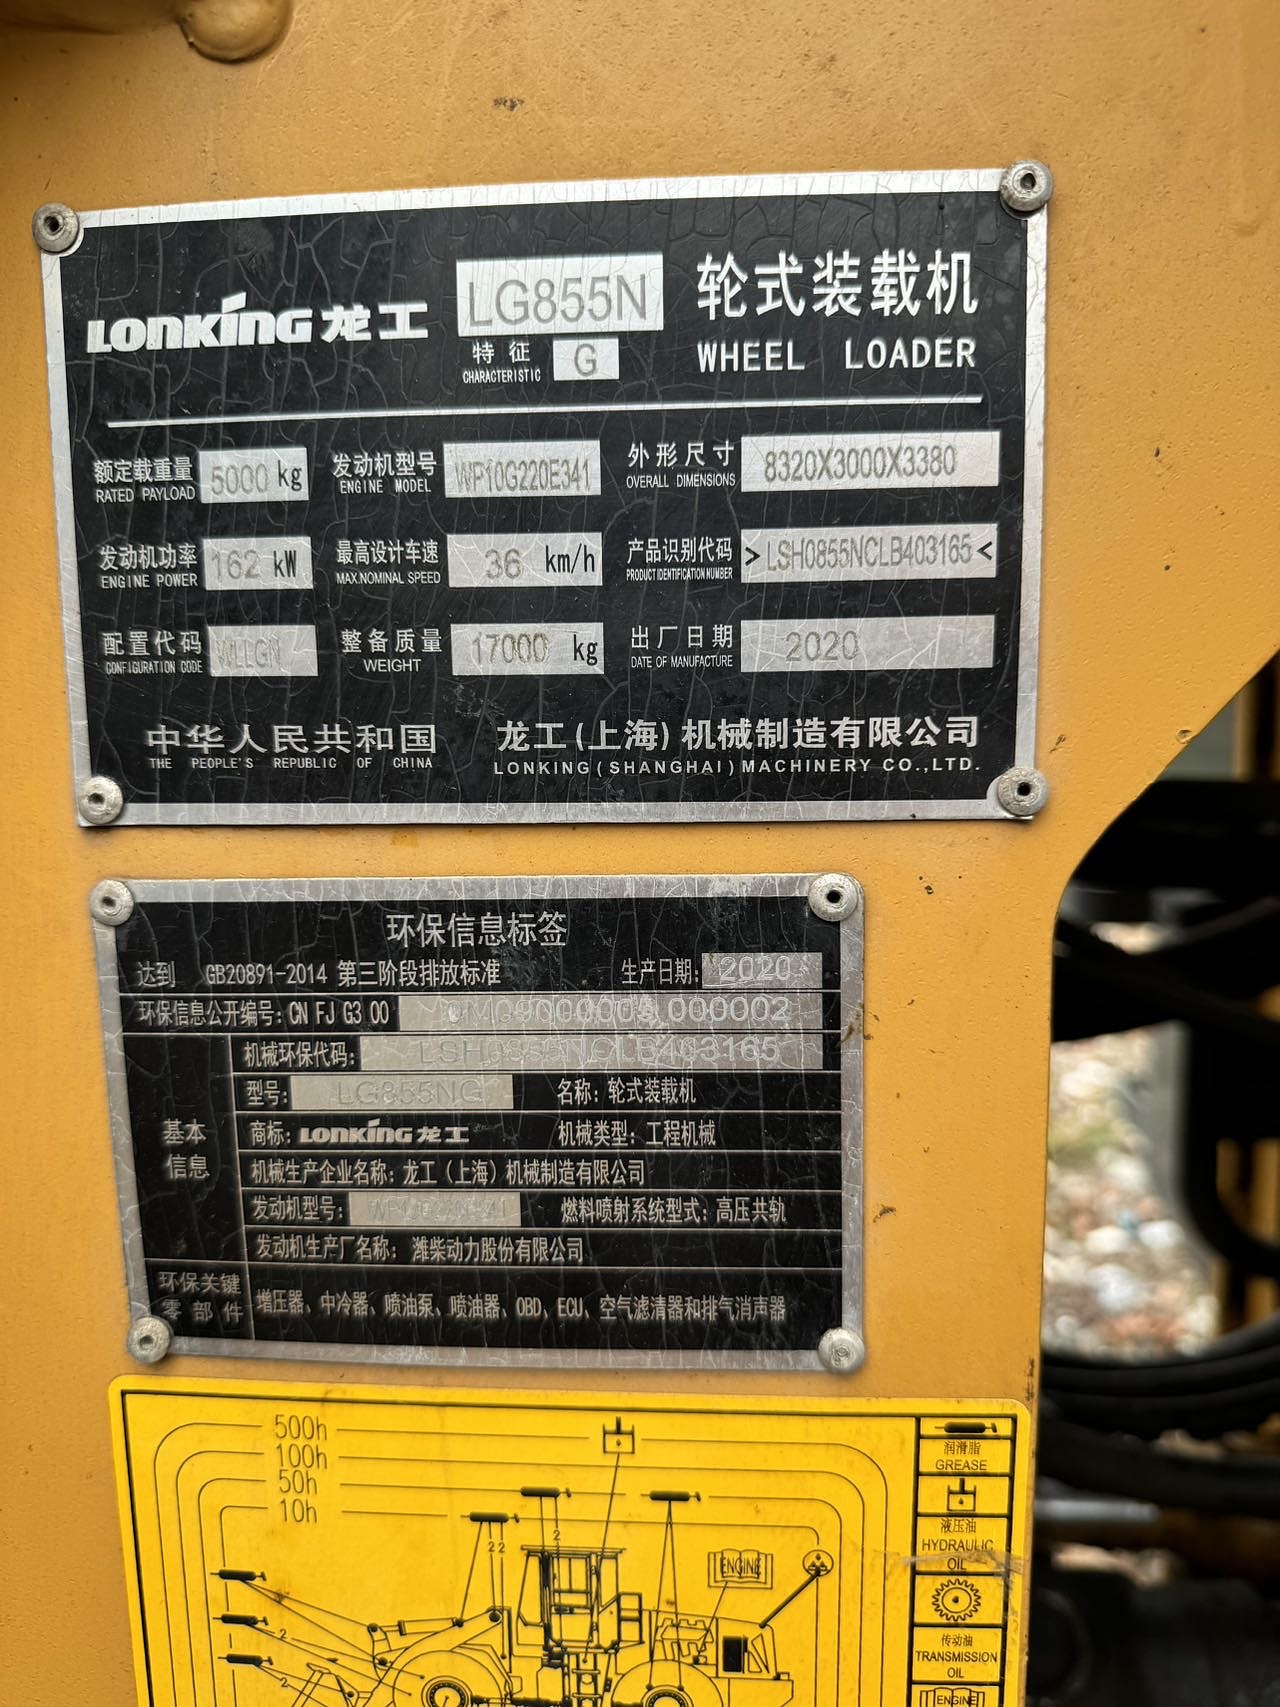 LONKING 龙工 LG855N 轮式装载机
特征 G WHEEL LOADER
CHARACTERISTIC
额定载重量 5000 kg 发动机型号 WP10G220E341 外形尺寸 8320X3000X3380
RATED PAYLOAD ENGINE MODEL OVERALL DIMENSIONS
发动机功率 162 kW 最高设计车速 36 km/h 产品识别代码 >LSH0855NCLB403165<
ENGINE POWER MAX.NOMINAL SPEED PRODUCT IDENTIFICATION NUMBER
配置代码 WLLGN 整备质量 17000 kg 出厂日期 2020
CONFIGURATION CODE WEIGHT DATE OF MANUFACTURE
中华人民共和国 龙工(上海)机械制造有限公司
THE PEOPLE'S REPUBLIC OF CHINA LONKING(SHANGHAI)MACHINERY CO.,LTD.
环保信息标签
达到 GB20891-2014 第三阶段排放标准 生产日期: 2020
环保信息公开编号: CN FJ G3 00 000002
机械环保代码: LSH0855NCLB403165
型号: LG855NG 名称: 轮式装载机
基本信息
商标: LONKING 龙工 机械类型: 工程机械
机械生产企业名称: 龙工(上海)机械制造有限公司
发动机型号: 燃料喷射系统型式: 高压共轨
发动机生产厂名称: 潍柴动力股份有限公司
环保关键零部件 增压器、中冷器、喷油泵、喷油器、OBD、ECU、空气滤清器和排气消声器
500h
100h
50h
10h
2 2 2
ENGINE
2
2
润滑脂
GREASE
液压油
HYDRAULIC
OIL
传动油
TRANSMISSION
OIL
ENGINE